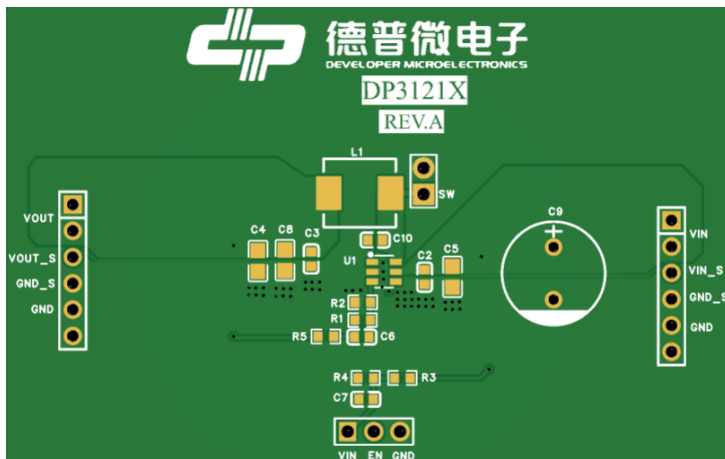 德普微电子
DEVELOPER MICROELECTRONICS
DP3121X
REV.A
L1
SW
C9
VOUT
VOUT_S
GND_S
GND
C4
C8
C3
C10
U1
C2
C5
VIN
VIN_S
GND_S
GND
R2
R1
R5
C6
R4
R3
C7
VIN EN GND